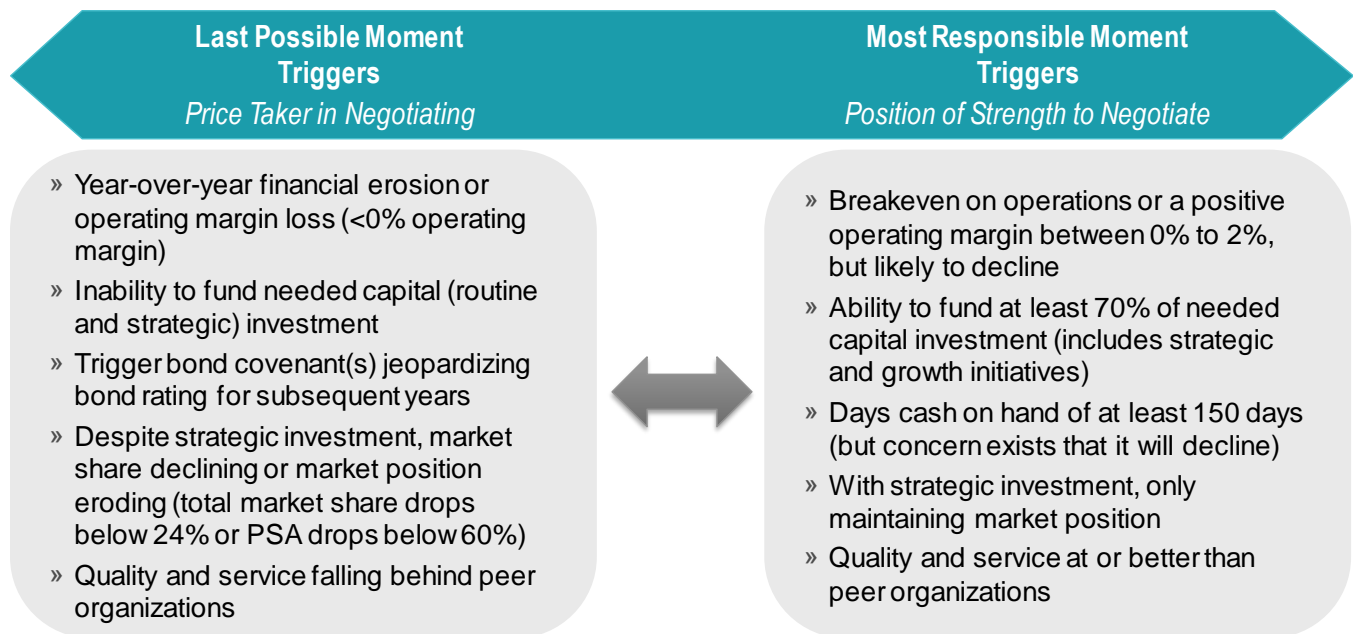 Last Possible Moment
Triggers
Price Taker in Negotiating
Most Responsible Moment
Triggers
Position of Strength to Negotiate
» Year-over-year financial erosion or
operating margin loss (<0% operating
margin)
» Inability to fund needed capital (routine
and strategic) investment
» Trigger bond covenant(s) jeopardizing
bond rating for subsequent years
» Despite strategic investment, market
share declining or market position
eroding (total market share drops
below 24% or PSA drops below 60%)
» Quality and service falling behind peer
organizations
» Breakeven on operations or a positive
operating margin between 0% to 2%,
but likely to decline
» Ability to fund at least 70% of needed
capital investment (includes strategic
and growth initiatives)
» Days cash on hand of at least 150 days
(but concern exists that it will decline)
» With strategic investment, only
maintaining market position
» Quality and service at or better than
peer organizations